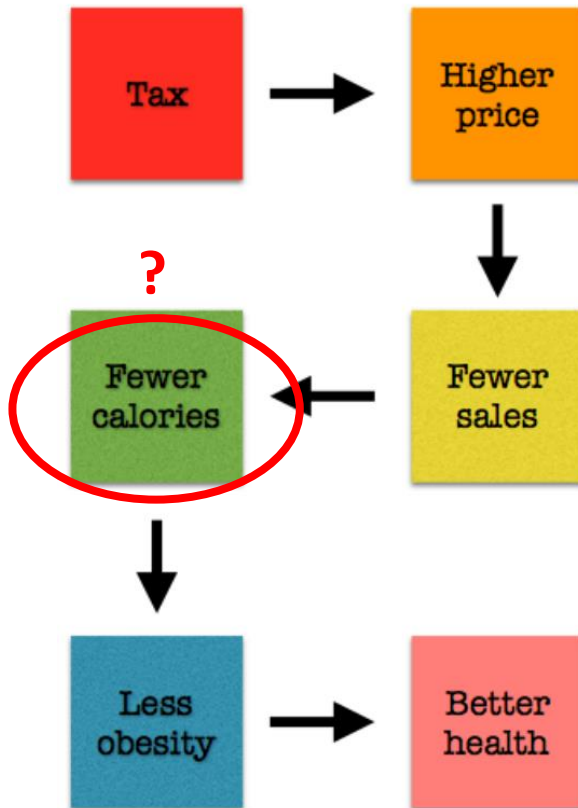 Tax
Higher
price
?
Fewer
calories
Fewer
sales
Less
obesity
Better
health